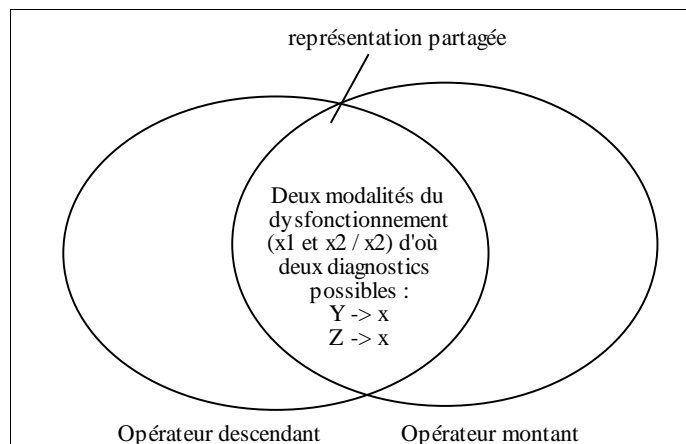 représentation partagée
Deux modalités du
dysfonctionnement
(x1 et x2 / x2) d'où
deux diagnostics
possibles :
Y -> x
Z -> x
Opérateur descendant
Opérateur montant